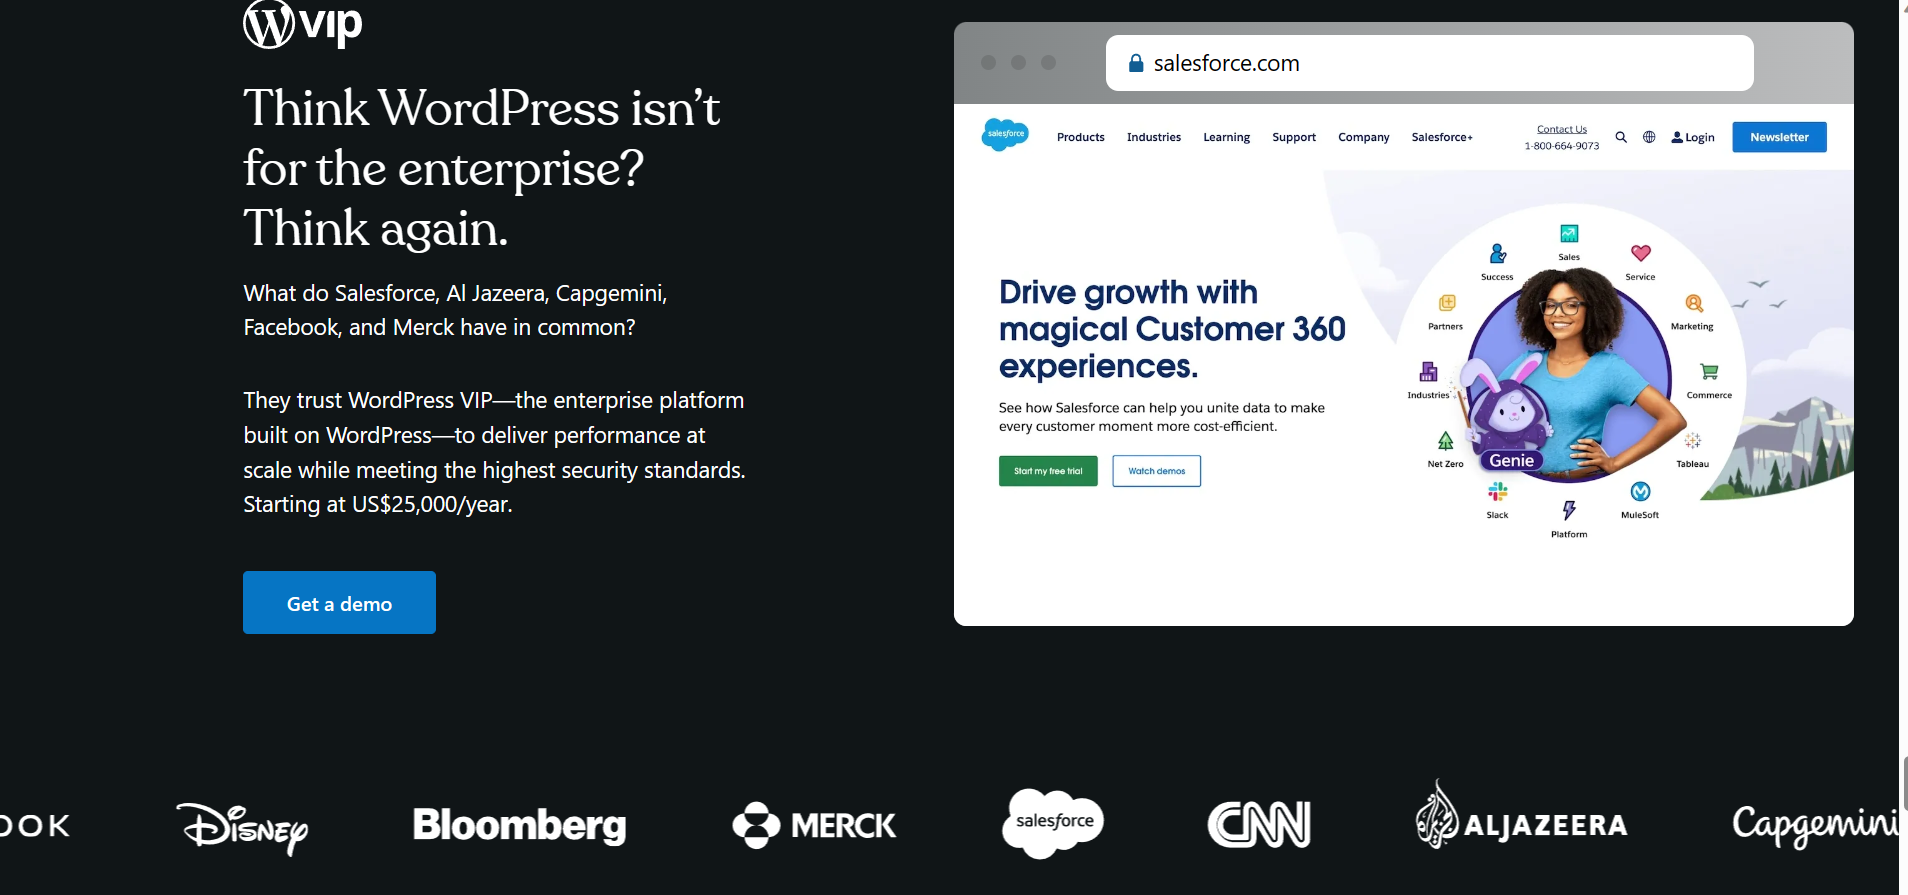 VIP
Think WordPress isn’t
for the enterprise?
Think again.
What do Salesforce, Al Jazeera, Capgemini,
Facebook, and Merck have in common?
They trust WordPress VIP—the enterprise platform
built on WordPress—to deliver performance at
scale while meeting the highest security standards.
Starting at US$25,000/year.
Get a demo
salesforce.com
salesforce
Products Industries Learning Support Company Salesforce+
Contact Us
1-800-664-9073
Login
Newsletter
Drive growth with
magical Customer 360
experiences.
See how Salesforce can help you unite data to make
every customer moment more cost-efficient.
Start my free trial
Watch demos
Sales
Success
Service
Partners
Marketing
Industries
Commerce
Net Zero
Genie
Tableau
Slack
MuleSoft
Platform
OOK DISNEY Bloomberg MERCK salesforce CNN ALJAZEERA Capgemini